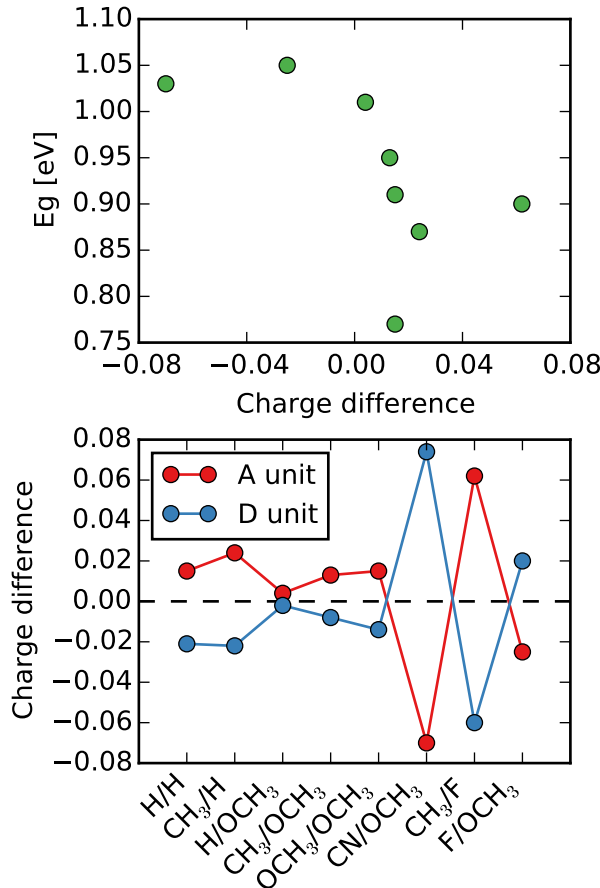 1.10
1.05
1.00
0.95
0.90
0.85
0.80
0.75
Eg [eV]
−0.08 −0.04 0.00 0.04 0.08
Charge difference
0.08
0.06
0.04
0.02
0.00
−0.02
−0.04
−0.06
−0.08
Charge difference
A unit
D unit
H/H
CH₃/H
H/OCH₃
CH₃/OCH₃
OCH₃/OCH₃
CN/OCH₃
CH₃/F
F/OCH₃